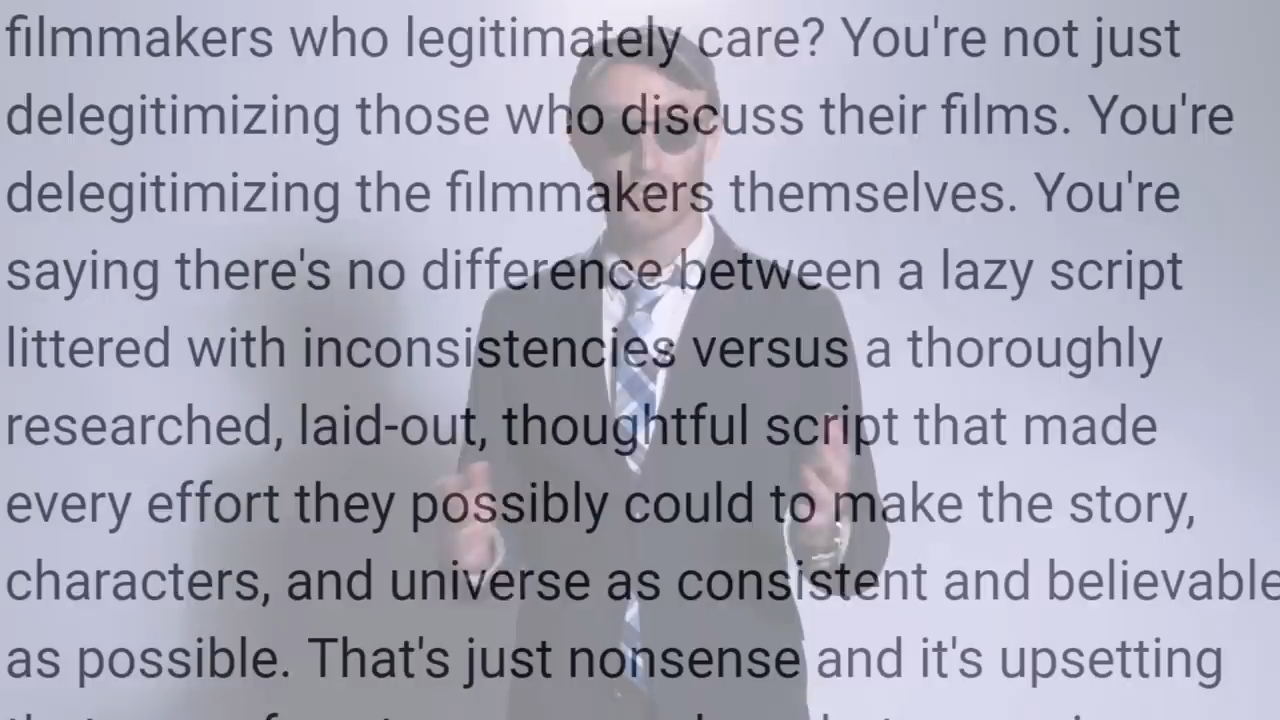 filmmakers who legitimately care? You're not just
delegitimizing those who discuss their films. You're
delegitimizing the filmmakers themselves. You're
saying there's no difference between a lazy script
littered with inconsistencies versus a thoroughly
researched, laid-out, thoughtful script that made
every effort they possibly could to make the story,
characters, and universe as consistent and believable
as possible. That's just nonsense and it's upsetting